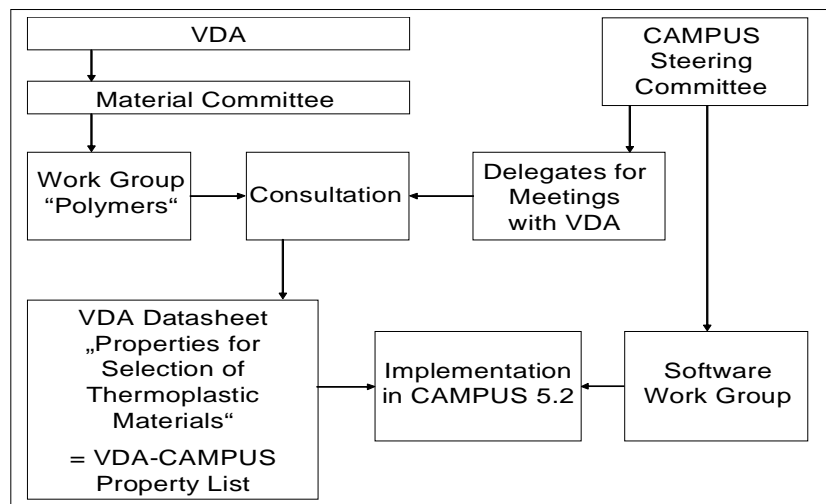 VDA
CAMPUS
Steering
Committee
Material Committee
Work Group
“Polymers“
Consultation
Delegates for
Meetings
with VDA
VDA Datasheet
„Properties for
Selection of
Thermoplastic
Materials“
= VDA-CAMPUS
Property List
Implementation
in CAMPUS 5.2
Software
Work Group